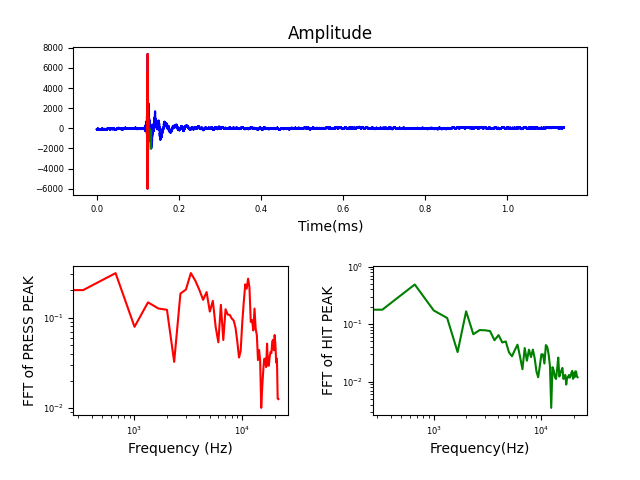 Amplitude
8000
6000
4000
2000
0
−2000
−4000
−6000
0.0 0.2 0.4 0.6 0.8 1.0
Time(ms)
FFT of PRESS PEAK
10⁻¹
10⁻²
10³ 10⁴
Frequency (Hz)
FFT of HIT PEAK
10⁰
10⁻¹
10⁻²
10³ 10⁴
Frequency(Hz)